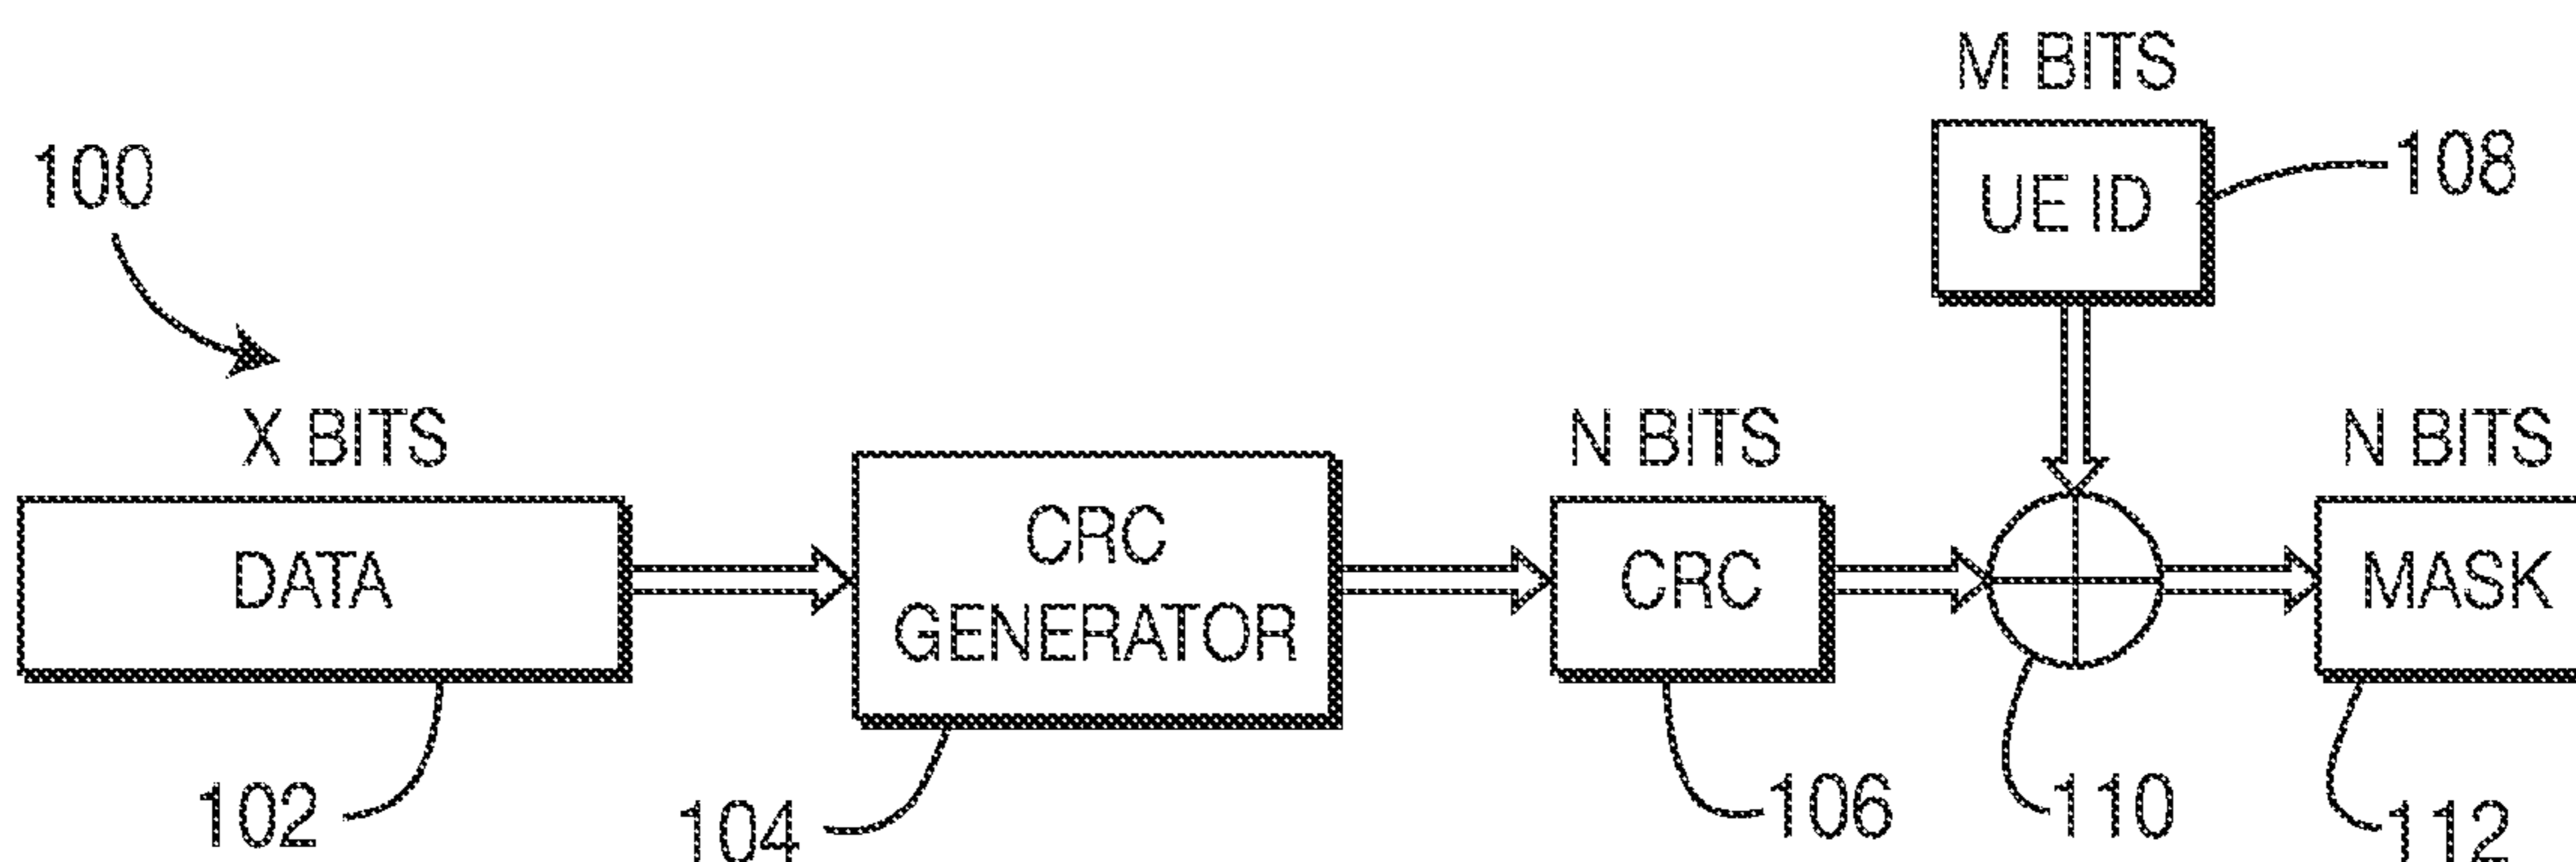 M BITS
100
UE ID
108
X BITS
N BITS
N BITS
DATA
CRC
GENERATOR
CRC
MASK
102
104
106
110
112